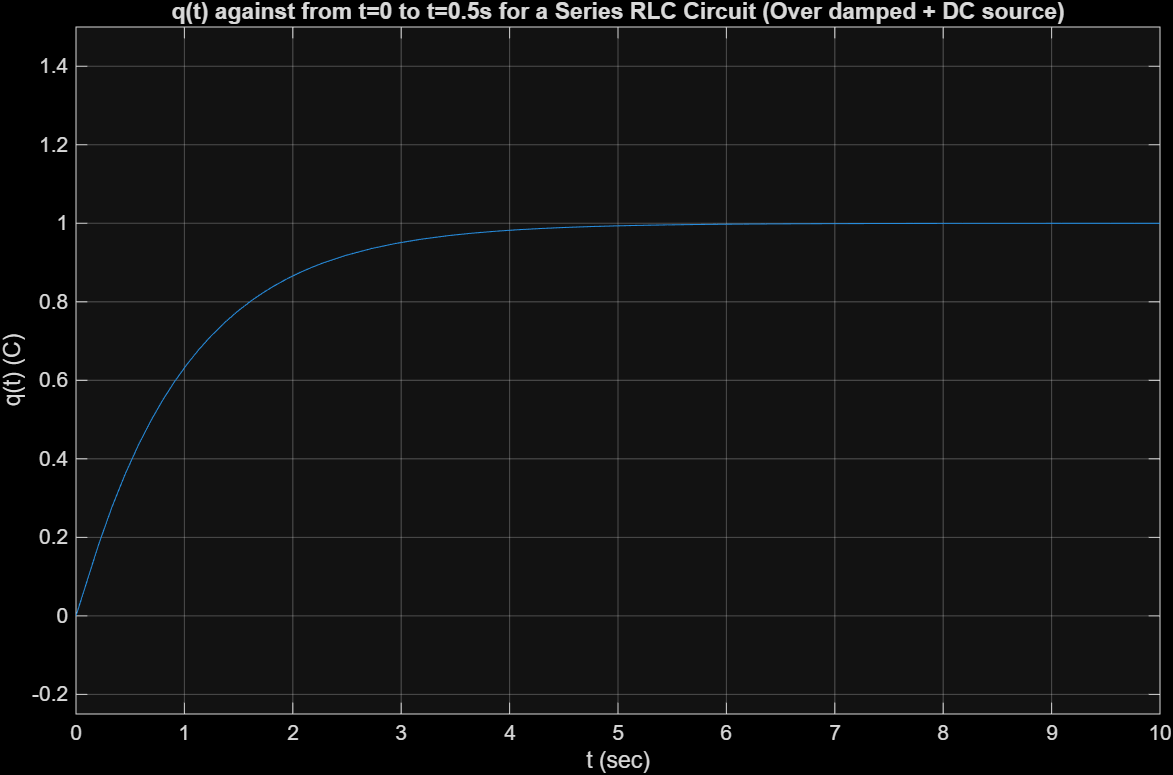 q(t) against from t=0 to t=0.5s for a Series RLC Circuit (Over damped + DC source)
1.4
1.2
1
0.8
0.6
0.4
0.2
0
-0.2
q(t) (C)
0 1 2 3 4 5 6 7 8 9 10
t (sec)